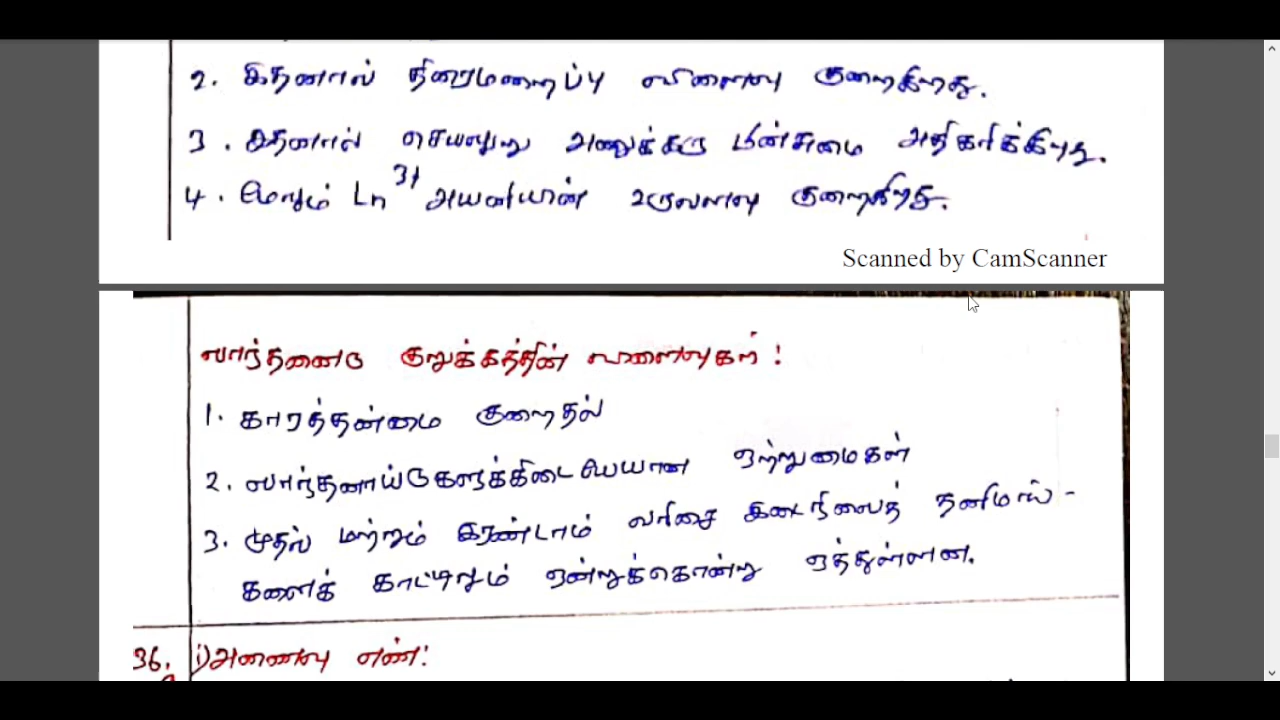 2. இதனால் திரைமறைப்பு விளைவு குறைகிறது.
3. இதனால் செயலுறு அணுக்கரு மின்சுமை அதிகரிக்கிறது.
4. மேலும் Ln³⁺ அயனியான் உருவளவு குறைகிறது.
Scanned by CamScanner
லாந்தனைடு குறுக்கத்தின் விளைவுகள் :
1. காரத்தன்மை குறைதல்
2. லாந்தனாய்டுகளுக்கிடையேயான ஒற்றுமைகள்
3. முதல் மற்றும் இரண்டாம் வரிசை இடைநிலைத் தனிமங்-
களைக் காட்டிலும் ஒன்றுக்கொன்று ஒத்துள்ளன.
36. i) அணைவு எண்: